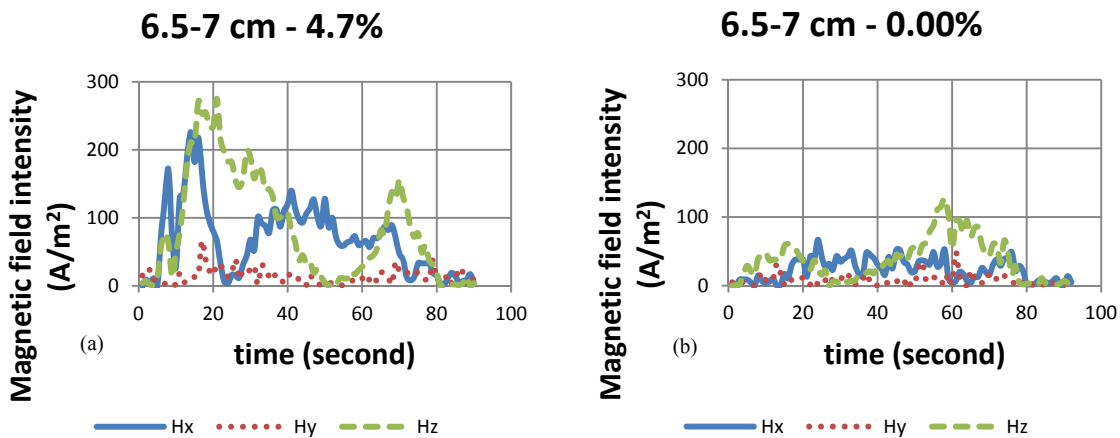 6.5-7 cm - 4.7%
Magnetic field intensity
(A/m²)
300
200
100
0
0 20 40 60 80 100
(a)
time (second)
Hx Hy Hz
6.5-7 cm - 0.00%
Magnetic field intensity
(A/m²)
300
200
100
0
0 20 40 60 80 100
(b)
time (second)
Hx Hy Hz